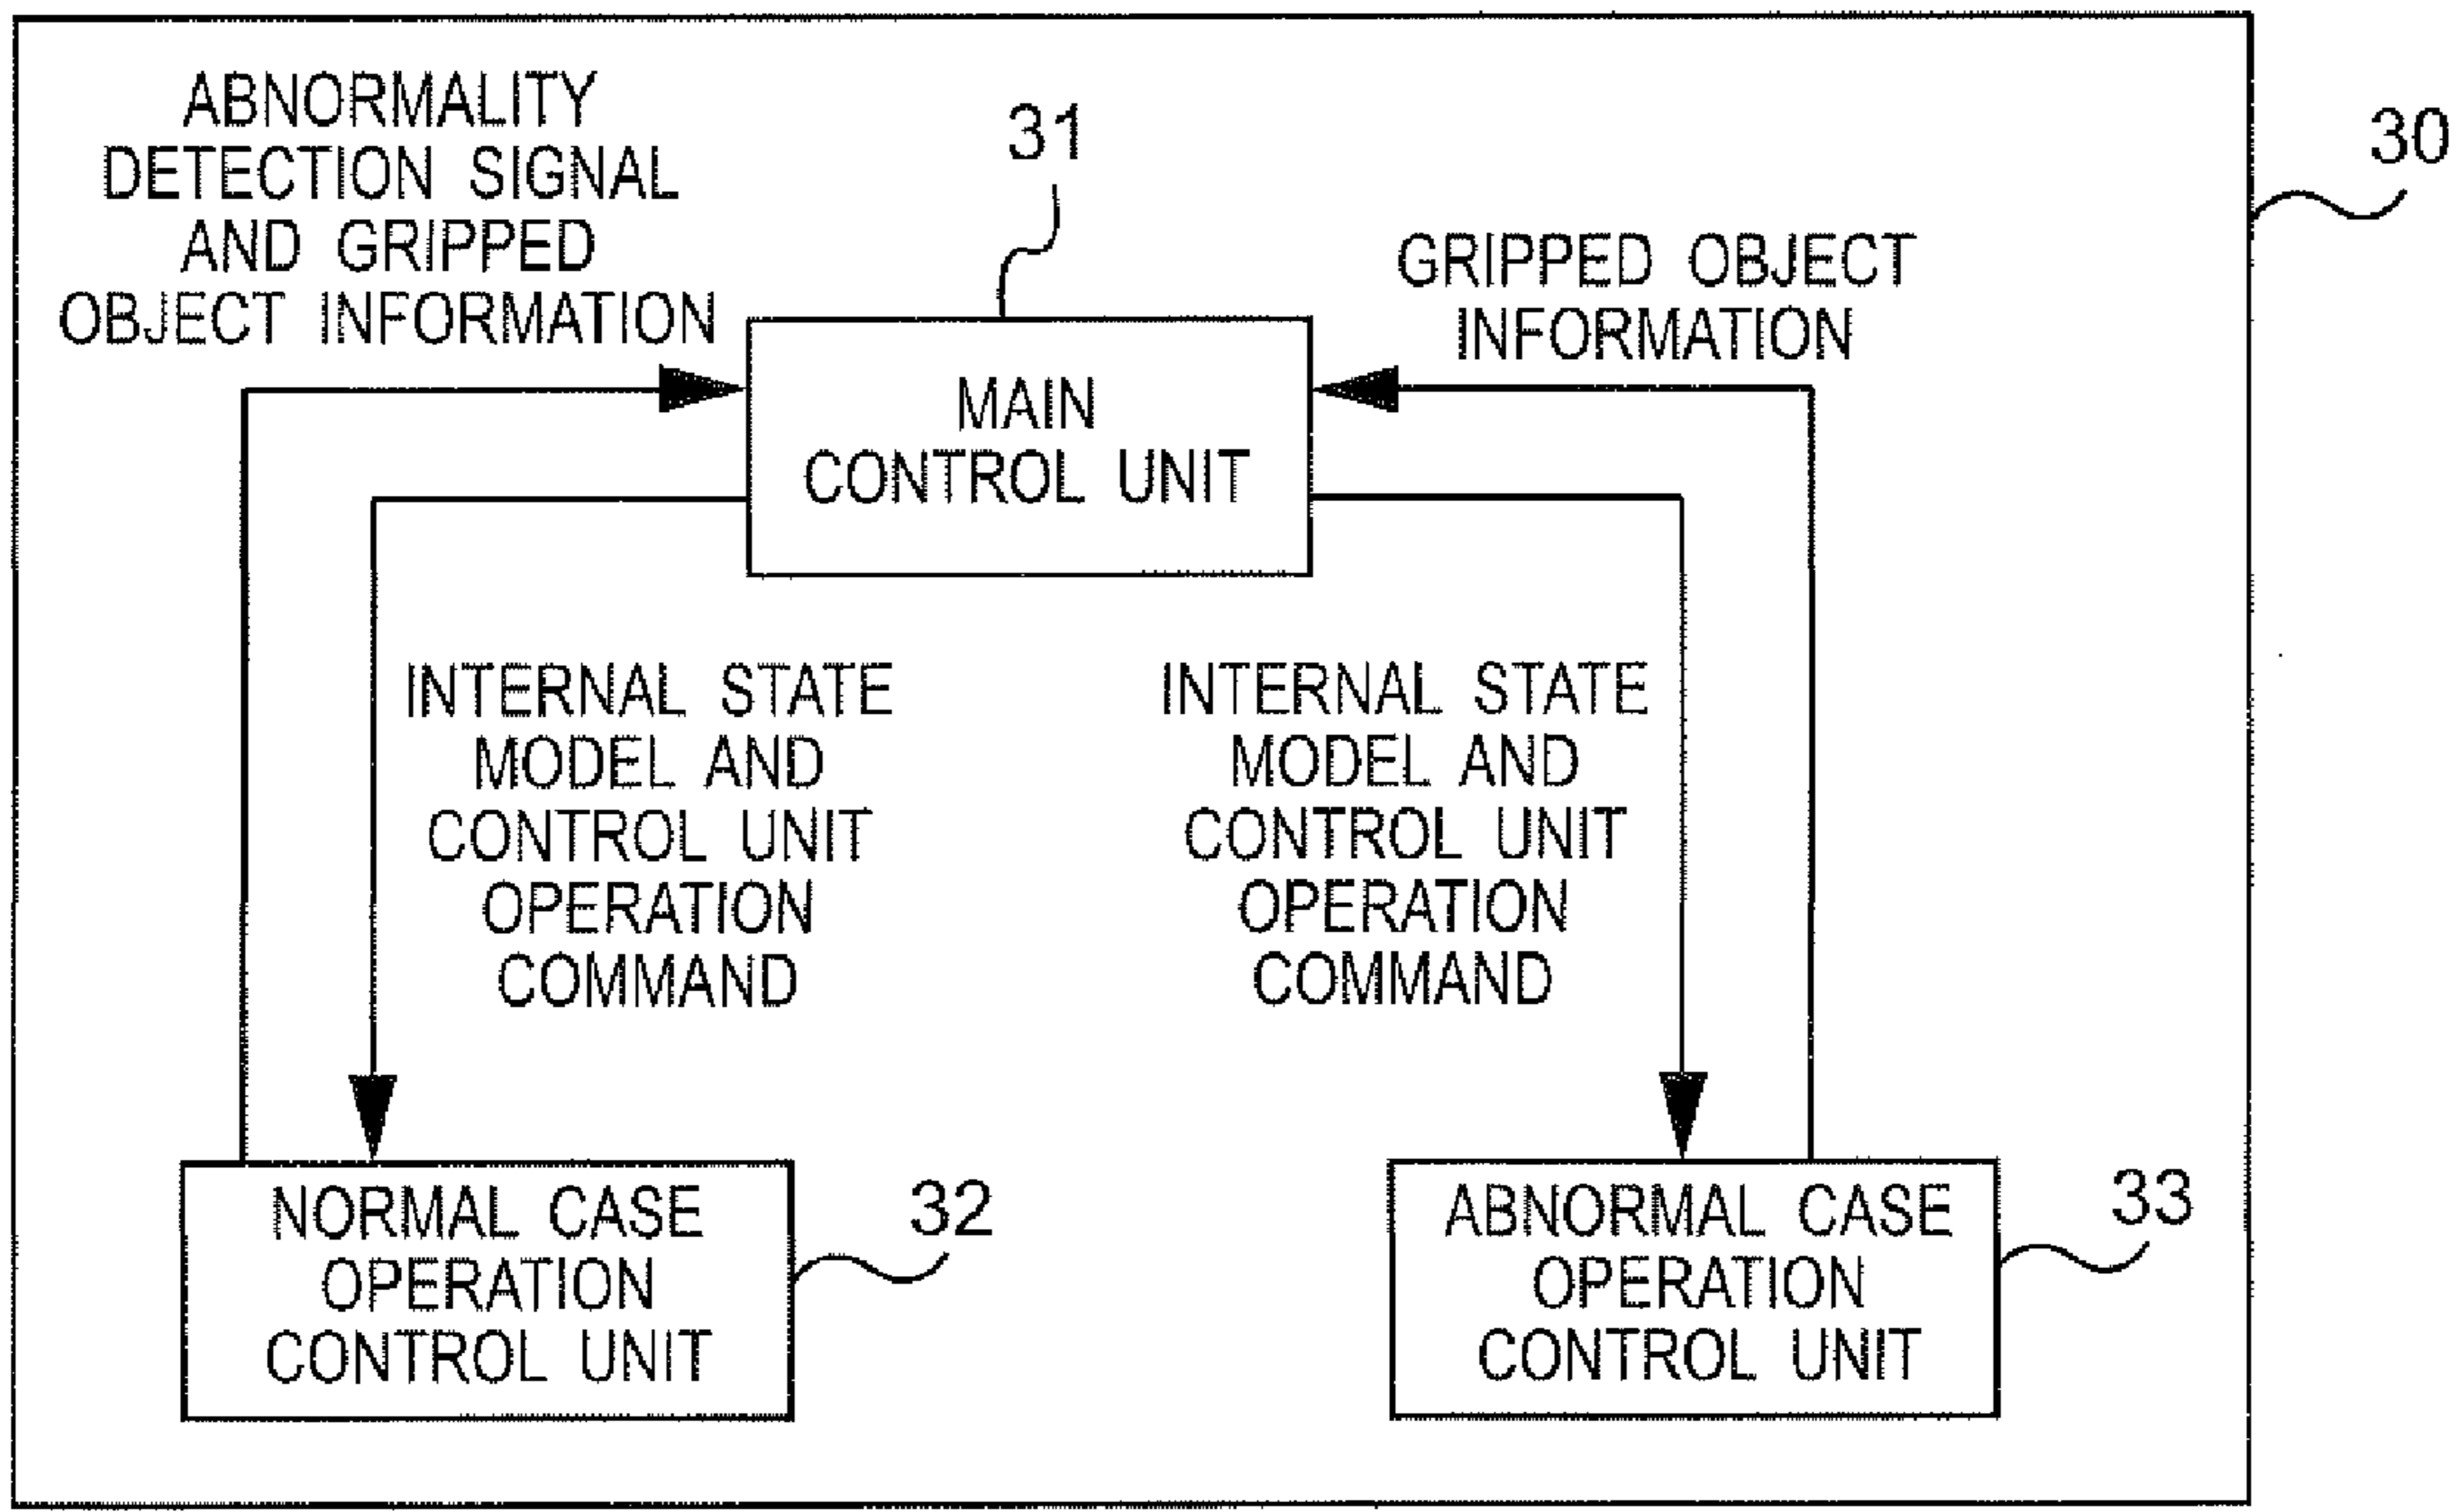 ABNORMALITY
DETECTION SIGNAL
AND GRIPPED
OBJECT INFORMATION
31
30
GRIPPED OBJECT
INFORMATION
MAIN
CONTROL UNIT
INTERNAL STATE
MODEL AND
CONTROL UNIT
OPERATION
COMMAND
INTERNAL STATE
MODEL AND
CONTROL UNIT
OPERATION
COMMAND
NORMAL CASE
OPERATION
CONTROL UNIT
32
ABNORMAL CASE
OPERATION
CONTROL UNIT
33